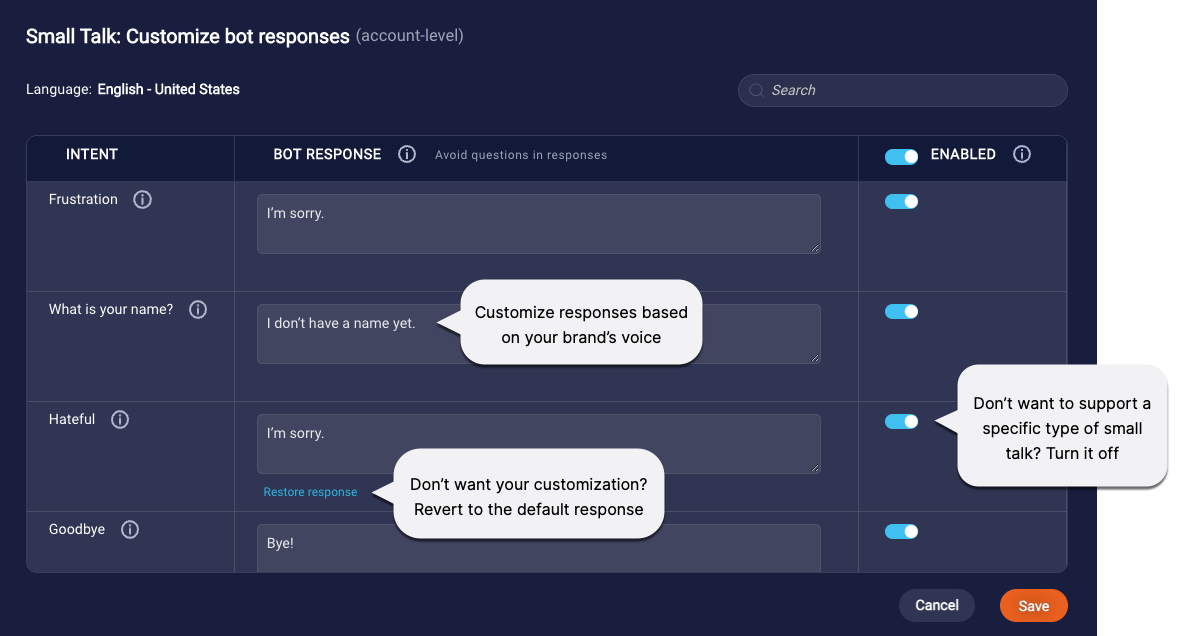 Small Talk: Customize bot responses (account-level)
Language: English - United States
Search
INTENT
BOT RESPONSE
Avoid questions in responses
ENABLED
Frustration
I'm sorry.
What is your name?
I don't have a name yet.
Customize responses based
on your brand's voice
Hateful
I'm sorry.
Don't want to support a
specific type of small
talk? Turn it off
Restore response
Don't want your customization?
Revert to the default response
Goodbye
Bye!
Cancel
Save